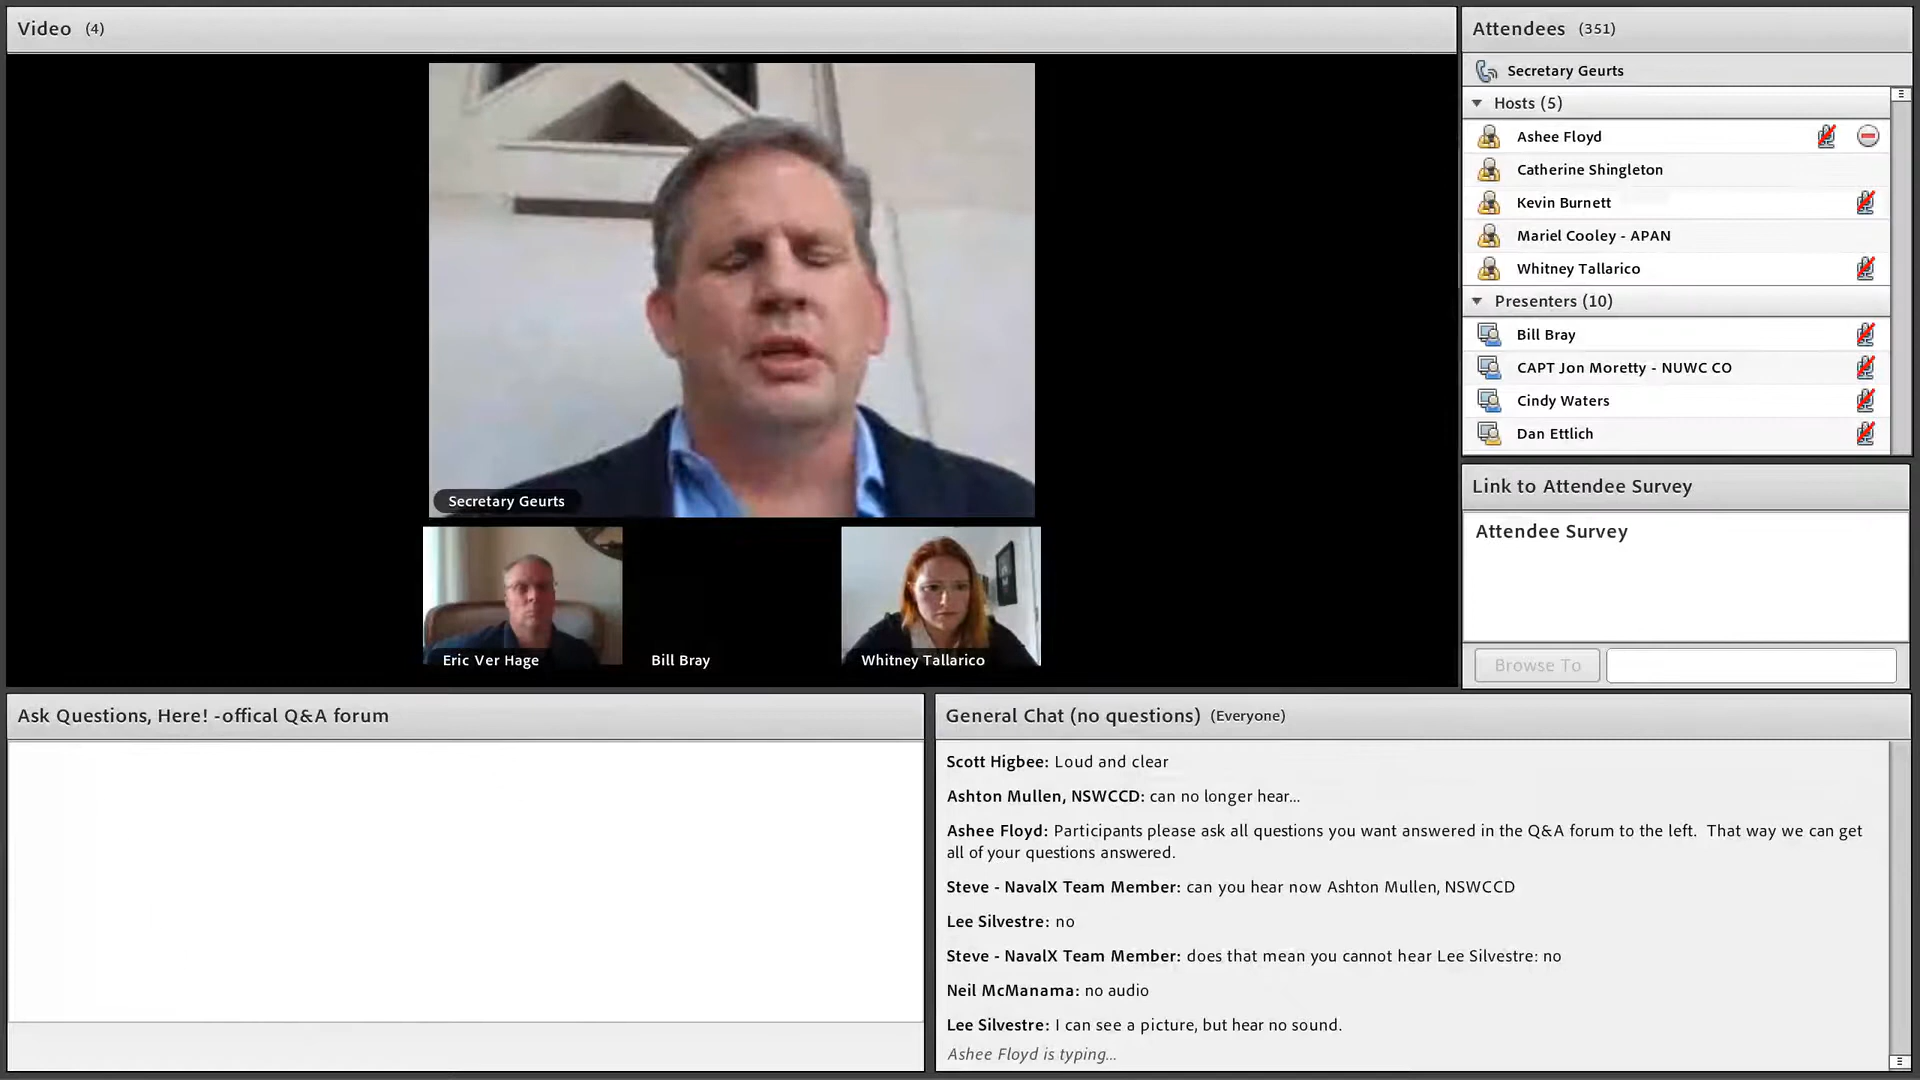 Video (4)
Secretary Geurts
Eric Ver Hage
Bill Bray
Whitney Tallarico
Attendees (351)
Secretary Geurts
Hosts (5)
Ashee Floyd
Catherine Shingleton
Kevin Burnett
Mariel Cooley - APAN
Whitney Tallarico
Presenters (10)
Bill Bray
CAPT Jon Moretty - NUWC CO
Cindy Waters
Dan Ettlich
Link to Attendee Survey
Attendee Survey
Browse To
Ask Questions, Here! -offical Q&A forum
General Chat (no questions) (Everyone)
Scott Higbee: Loud and clear
Ashton Mullen, NSWCCD: can no longer hear...
Ashee Floyd: Participants please ask all questions you want answered in the Q&A forum to the left. That way we can get
all of your questions answered.
Steve - NavalX Team Member: can you hear now Ashton Mullen, NSWCCD
Lee Silvestre: no
Steve - NavalX Team Member: does that mean you cannot hear Lee Silvestre: no
Neil McManama: no audio
Lee Silvestre: I can see a picture, but hear no sound.
Ashee Floyd is typing...